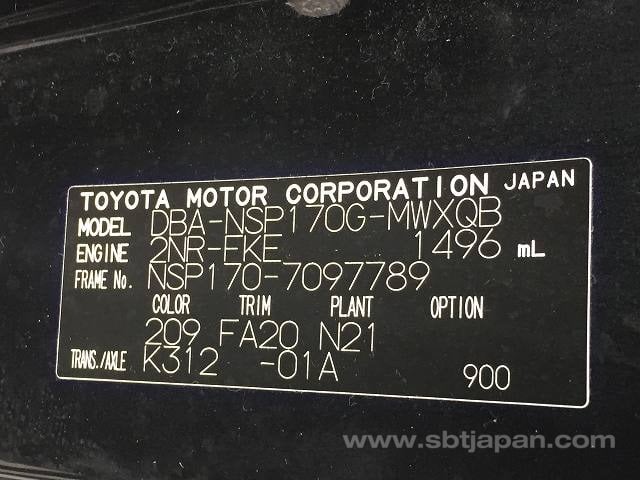 TOYOTA MOTOR CORPORATION JAPAN
MODEL DBA-NSP170G-MWXQB
ENGINE 2NR-FKE 1496 mL
FRAME No. NSP170-7097789
COLOR TRIM PLANT OPTION
209 FA20 N21
TRANS./AXLE K312 -01A 900
www.sbtjapan.com